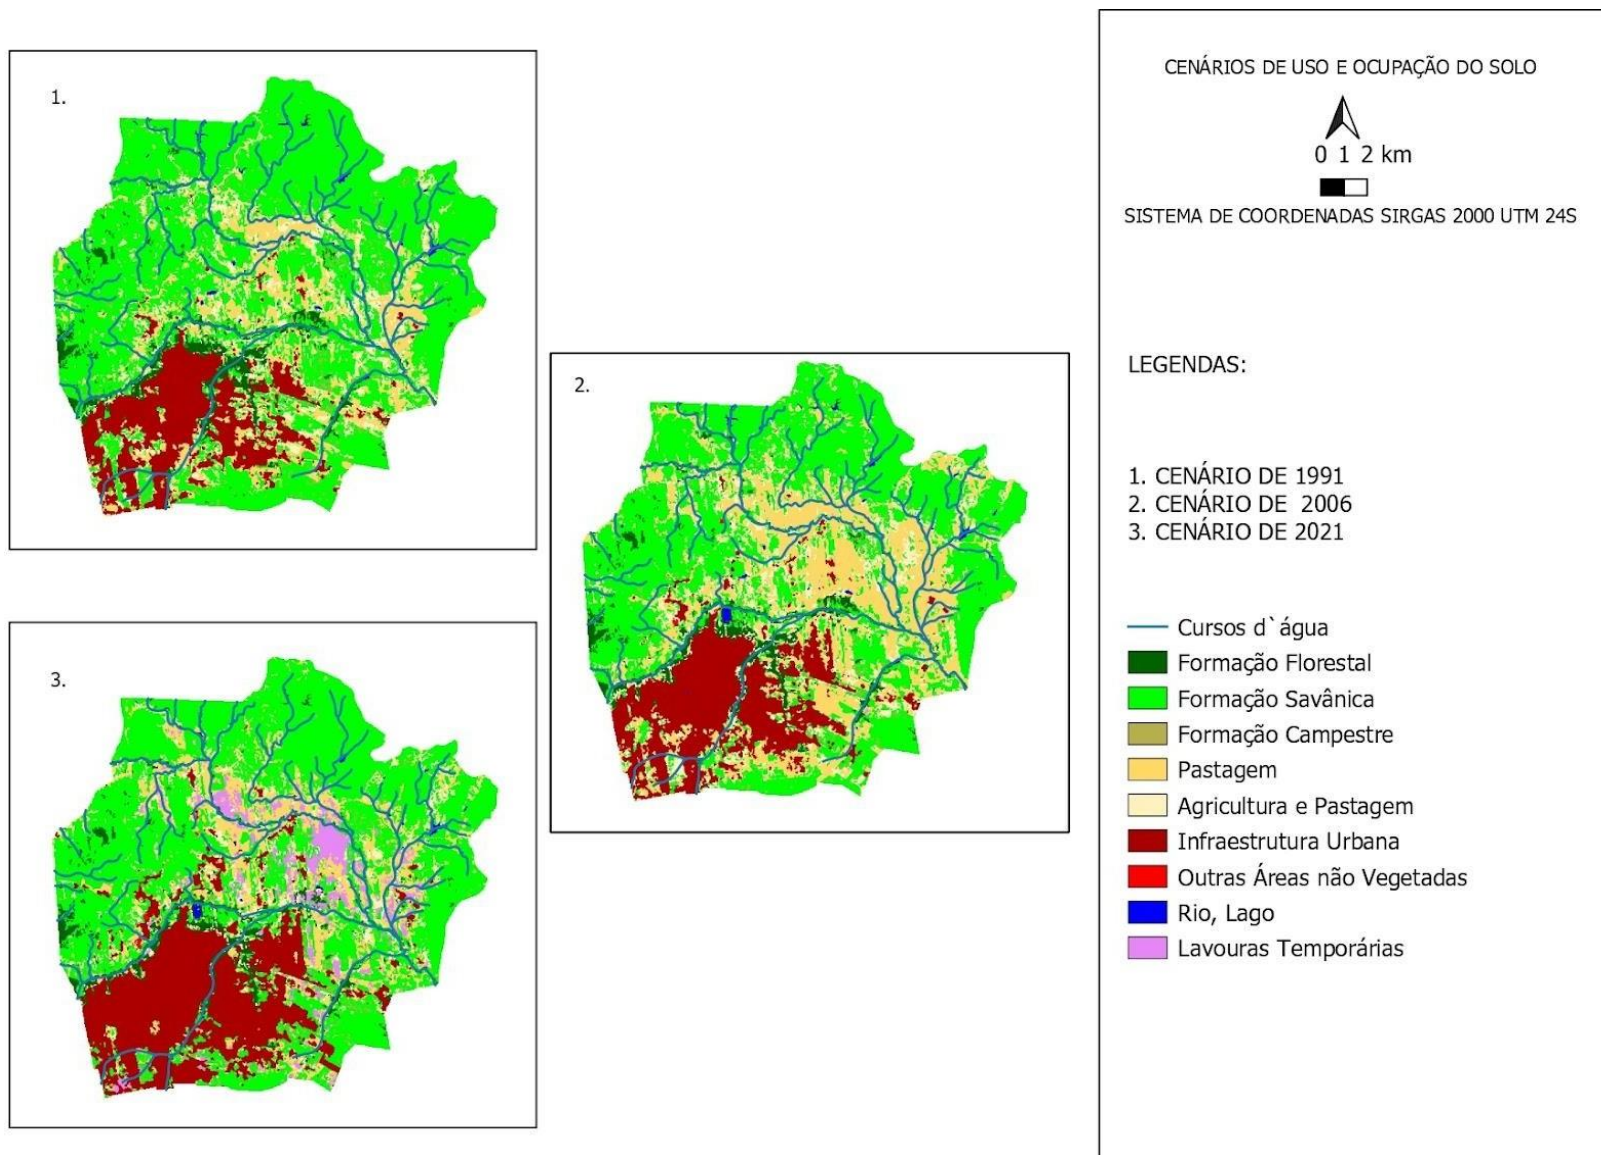 1.
2.
3.
CENÁRIOS DE USO E OCUPAÇÃO DO SOLO
0 1 2 km
SISTEMA DE COORDENADAS SIRGAS 2000 UTM 24S
LEGENDAS:
1. CENÁRIO DE 1991
2. CENÁRIO DE 2006
3. CENÁRIO DE 2021
Cursos d`água
Formação Florestal
Formação Savânica
Formação Campestre
Pastagem
Agricultura e Pastagem
Infraestrutura Urbana
Outras Áreas não Vegetadas
Rio, Lago
Lavouras Temporárias